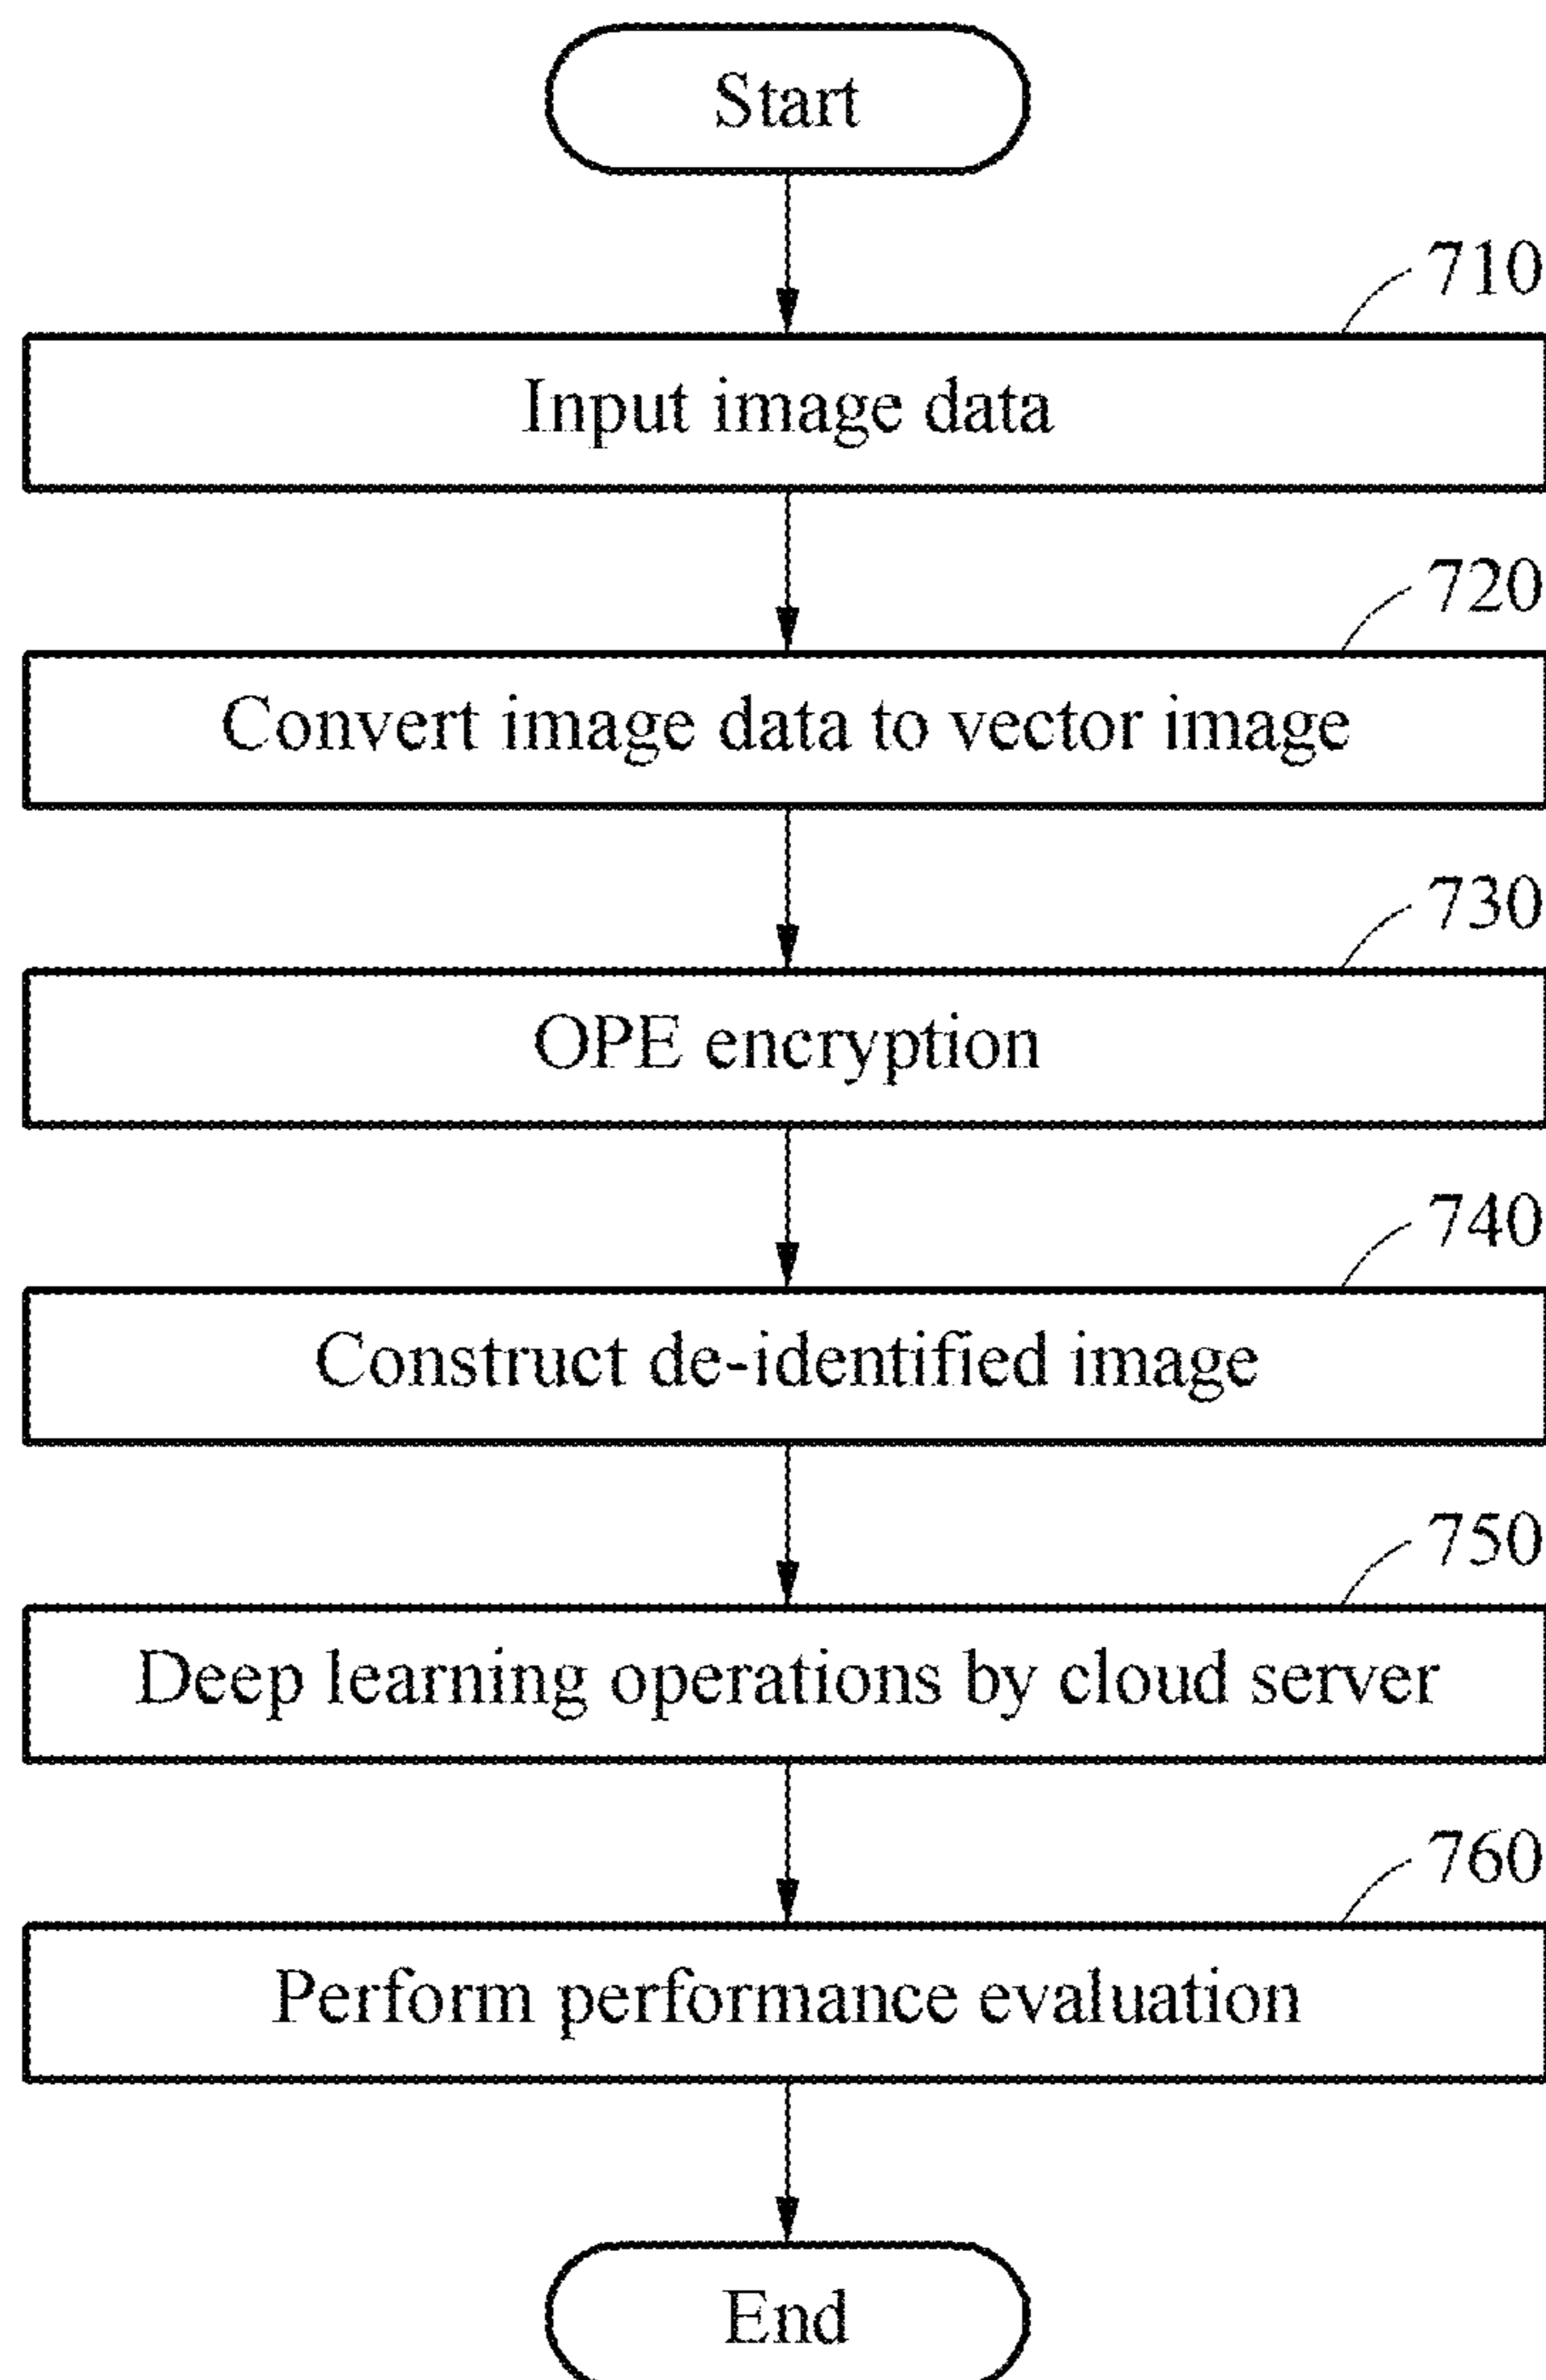 Start
710
Input image data
720
Convert image data to vector image
730
OPE encryption
740
Construct de-identified image
750
Deep learning operations by cloud server
760
Perform performance evaluation
End